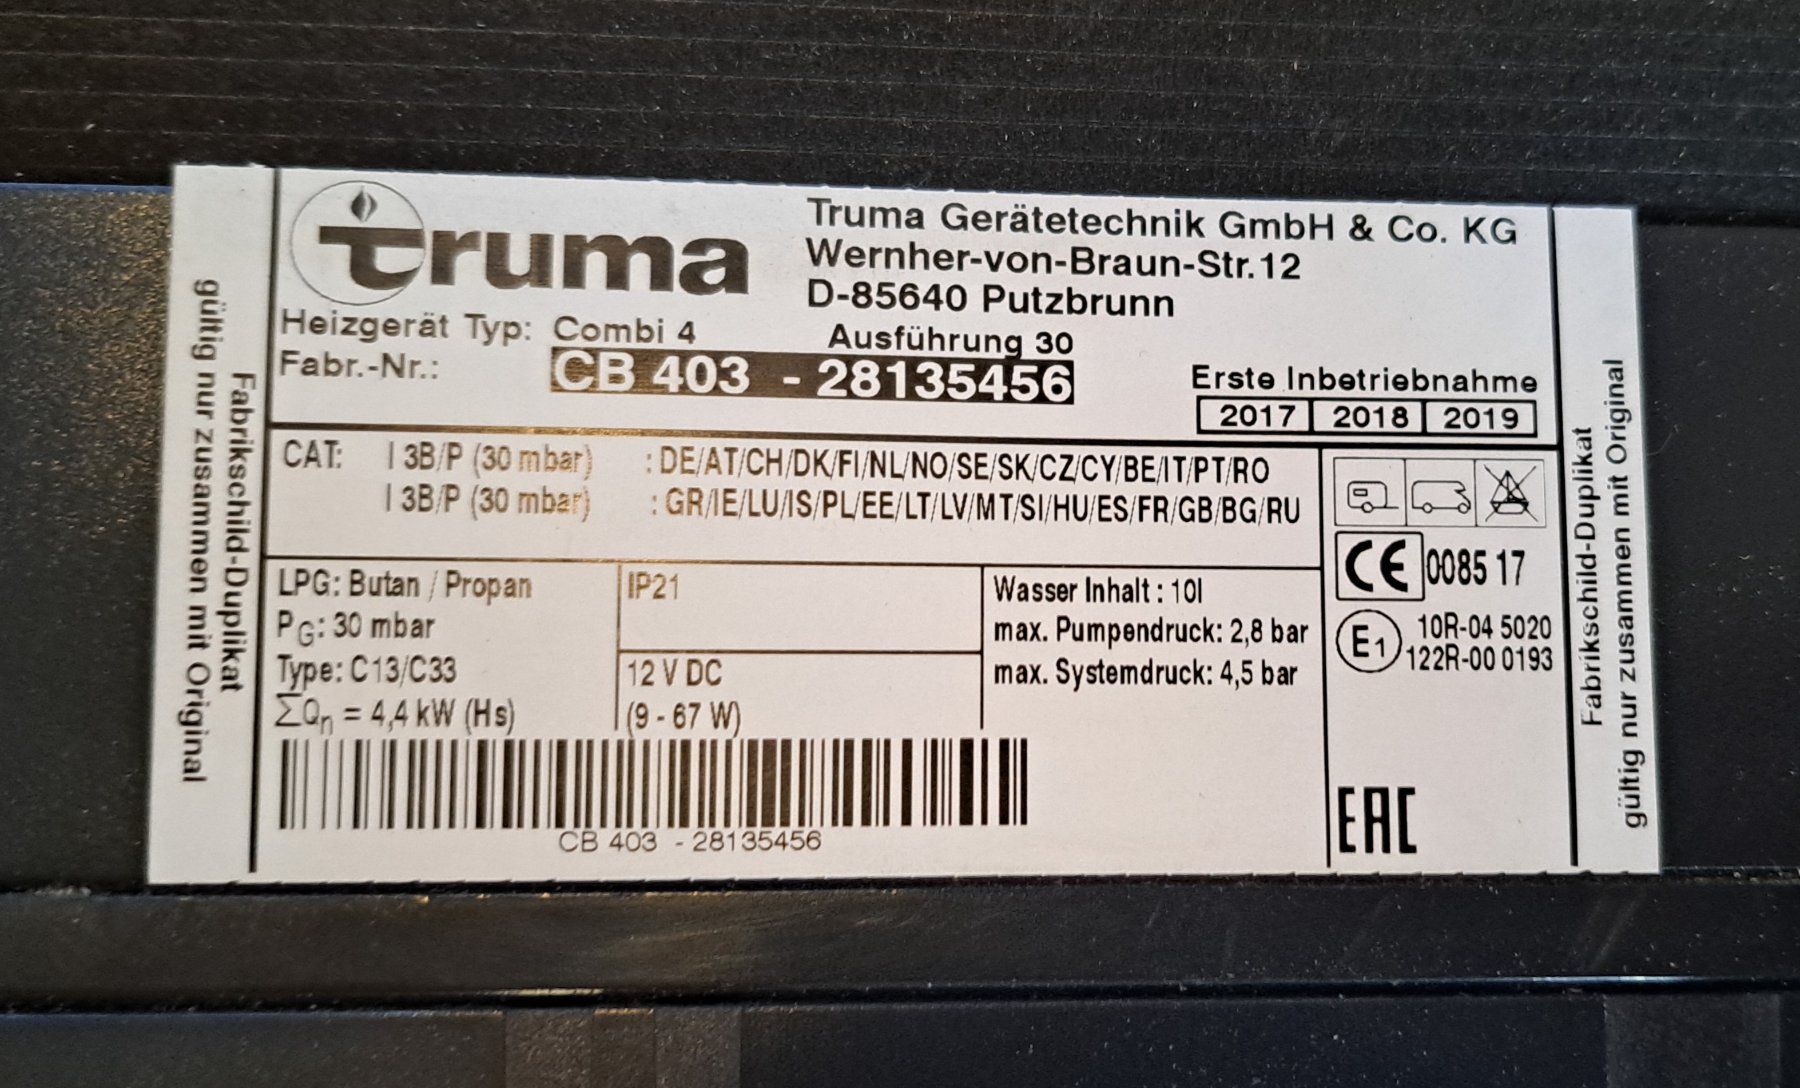 truma
Truma Gerätetechnik GmbH & Co. KG
Wernher-von-Braun-Str.12
D-85640 Putzbrunn
Heizgerät Typ: Combi 4 Ausführung 30
Fabr.-Nr.: CB 403 - 28135456
Erste Inbetriebnahme
2017 2018 2019
CAT: I 3B/P (30 mbar) : DE/AT/CH/DK/FI/NL/NO/SE/SK/CZ/CY/BE/IT/PT/RO
I 3B/P (30 mbar) : GR/IE/LU/IS/PL/EE/LT/LV/MT/SI/HU/ES/FR/GB/BG/RU
CE 0085 17
E1 10R-04 5020
122R-00 0193
EAC
LPG: Butan / Propan
PG: 30 mbar
Type: C13/C33
ΣQn = 4,4 kW (Hs)
IP21
12 V DC
(9 - 67 W)
Wasser Inhalt : 10l
max. Pumpendruck: 2,8 bar
max. Systemdruck: 4,5 bar
CB 403 - 28135456
Fabrikschild-Duplikat
gültig nur zusammen mit Original
Fabrikschild-Duplikat
gültig nur zusammen mit Original